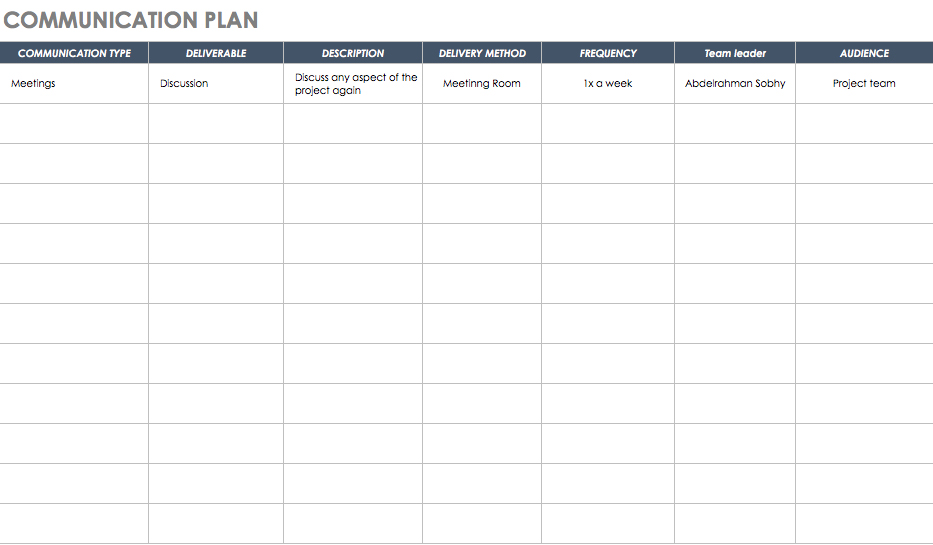 COMMUNICATION PLAN
COMMUNICATION TYPE DELIVERABLE DESCRIPTION DELIVERY METHOD FREQUENCY Team leader AUDIENCE
Meetings Discussion Discuss any aspect of the project again Meetinng Room 1x a week Abdelrahman Sobhy Project team